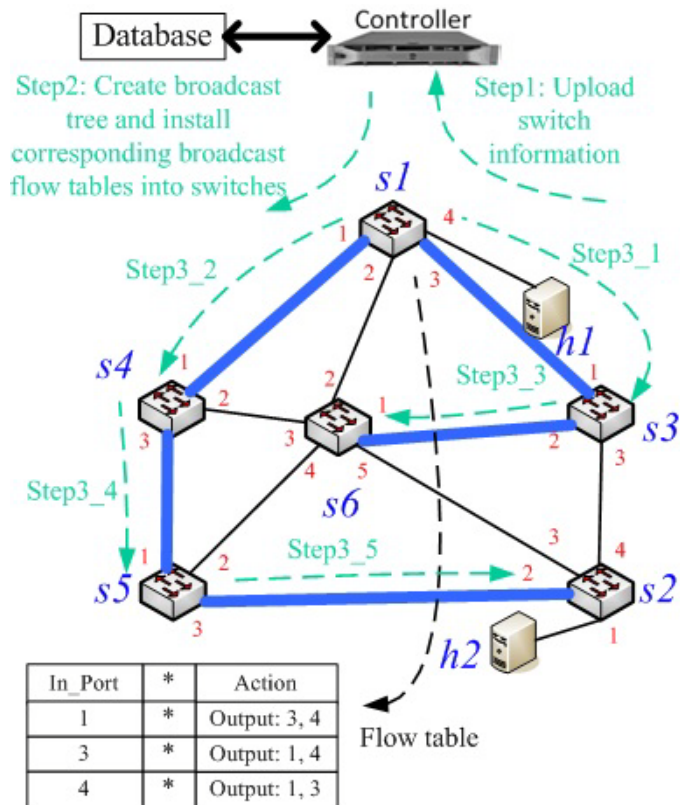 Controller
Database
Step2: Create broadcast
tree and install
corresponding broadcast
flow tables into switches
Step1: Upload
switch
information
s1
1
4
2
3
Step3_2
Step3_1
h1
s4
1
2
3
Step3_3
2
1
3
4
5
s6
1
2
3
s3
Step3_4
Step3_5
s5
1
2
3
3
4
2
1
s2
h2
In_Port * Action
1 * Output: 3, 4
3 * Output: 1, 4
4 * Output: 1, 3
Flow table